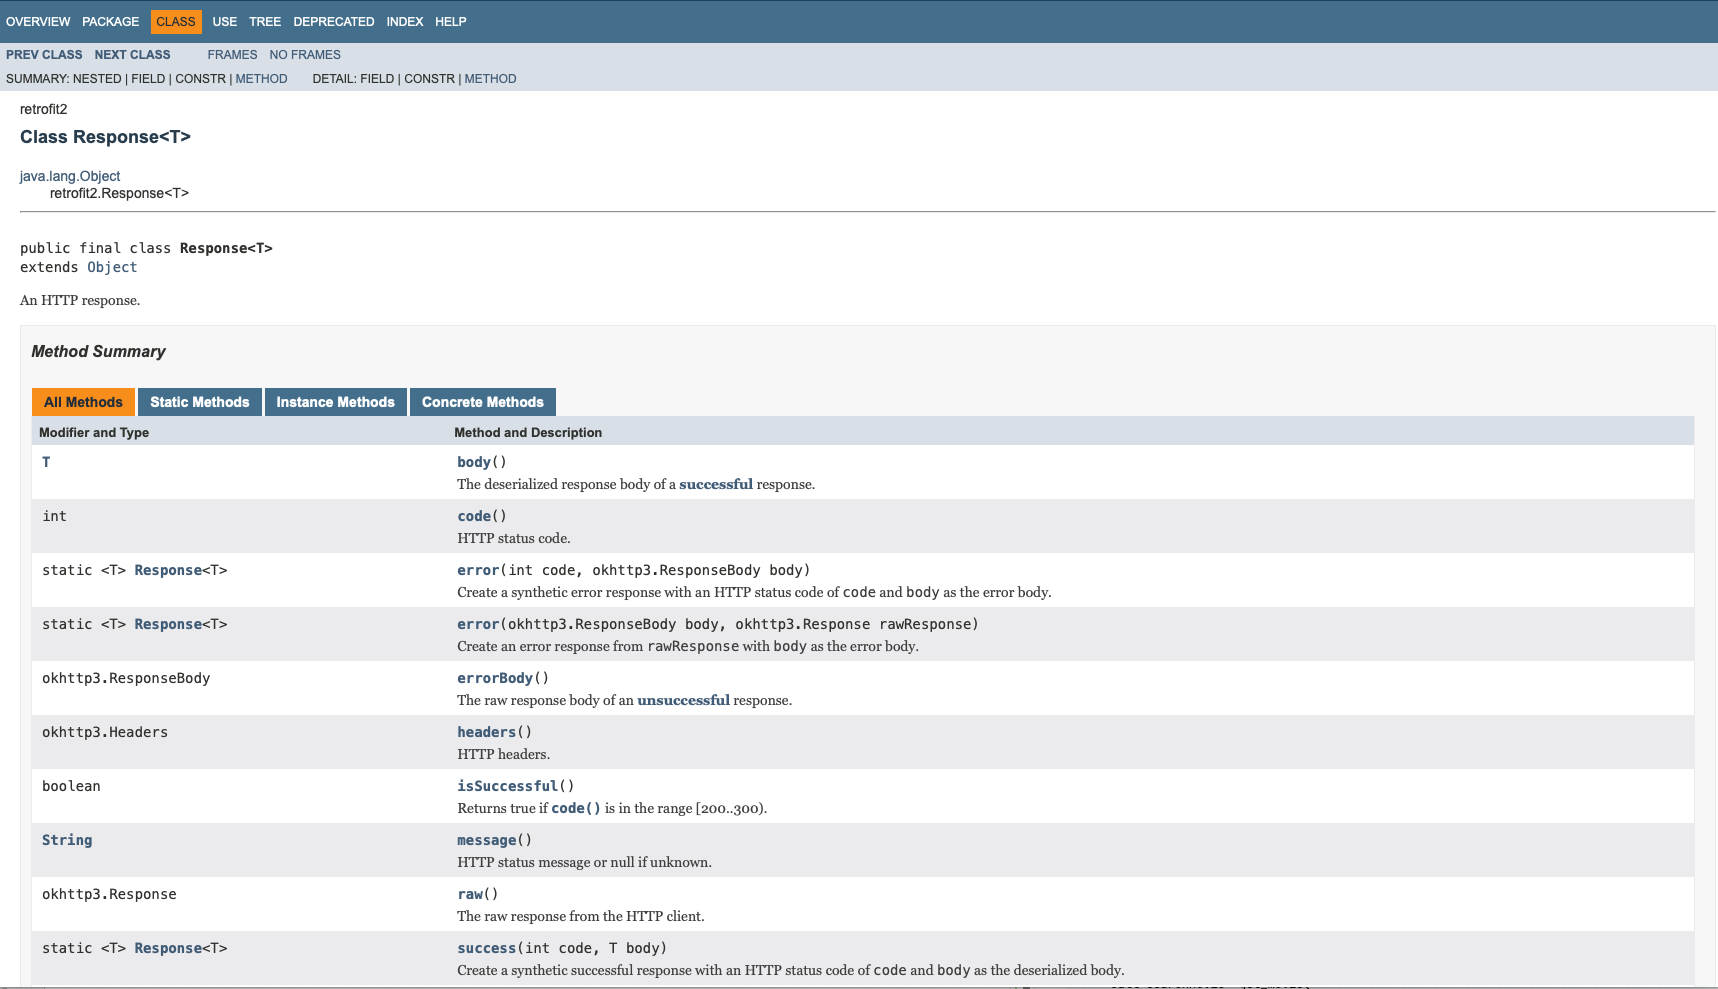 OVERVIEW PACKAGE CLASS USE TREE DEPRECATED INDEX HELP
PREV CLASS NEXT CLASS FRAMES NO FRAMES
SUMMARY: NESTED | FIELD | CONSTR | METHOD DETAIL: FIELD | CONSTR | METHOD
retrofit2
Class Response<T>
java.lang.Object
retrofit2.Response<T>
public final class Response<T>
extends Object
An HTTP response.
Method Summary
All Methods Static Methods Instance Methods Concrete Methods
Modifier and Type Method and Description
T body()
The deserialized response body of a successful response.
int code()
HTTP status code.
static <T> Response<T> error(int code, okhttp3.ResponseBody body)
Create a synthetic error response with an HTTP status code of code and body as the error body.
static <T> Response<T> error(okhttp3.ResponseBody body, okhttp3.Response rawResponse)
Create an error response from rawResponse with body as the error body.
okhttp3.ResponseBody errorBody()
The raw response body of an unsuccessful response.
okhttp3.Headers headers()
HTTP headers.
boolean isSuccessful()
Returns true if code() is in the range [200..300).
String message()
HTTP status message or null if unknown.
okhttp3.Response raw()
The raw response from the HTTP client.
static <T> Response<T> success(int code, T body)
Create a synthetic successful response with an HTTP status code of code and body as the deserialized body.